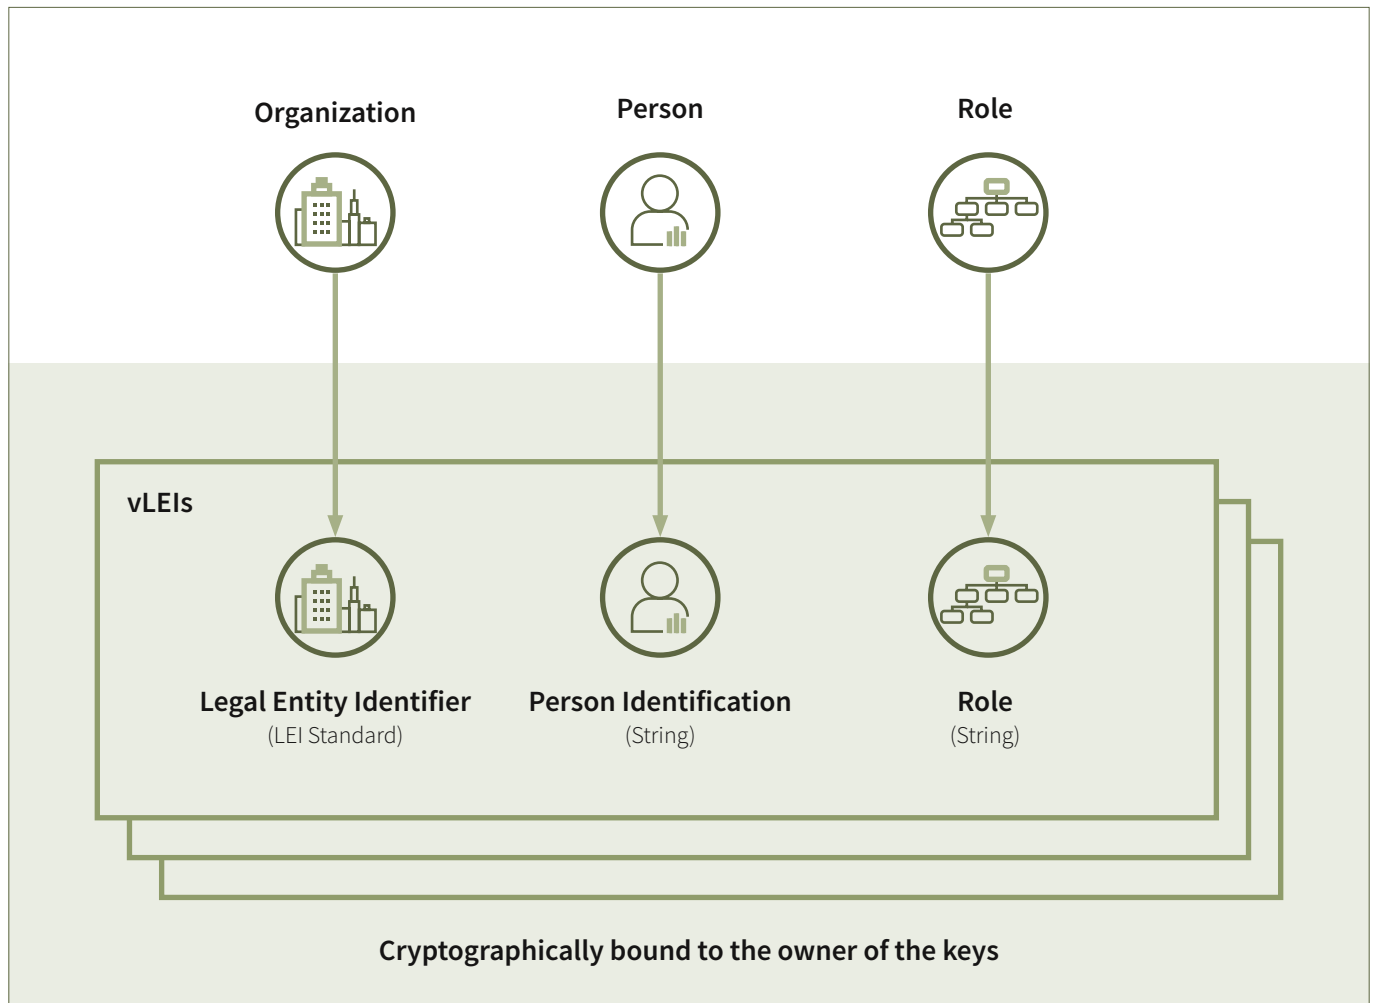 Organization
Person
Role
vLEIs
Legal Entity Identifier
(LEI Standard)
Person Identification
(String)
Role
(String)
Cryptographically bound to the owner of the keys